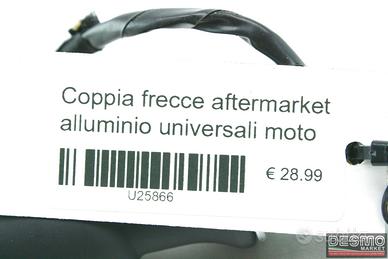 Coppia frecce aftermarket
alluminio universali moto
€ 28.99
U25866
DESMO
MARKET